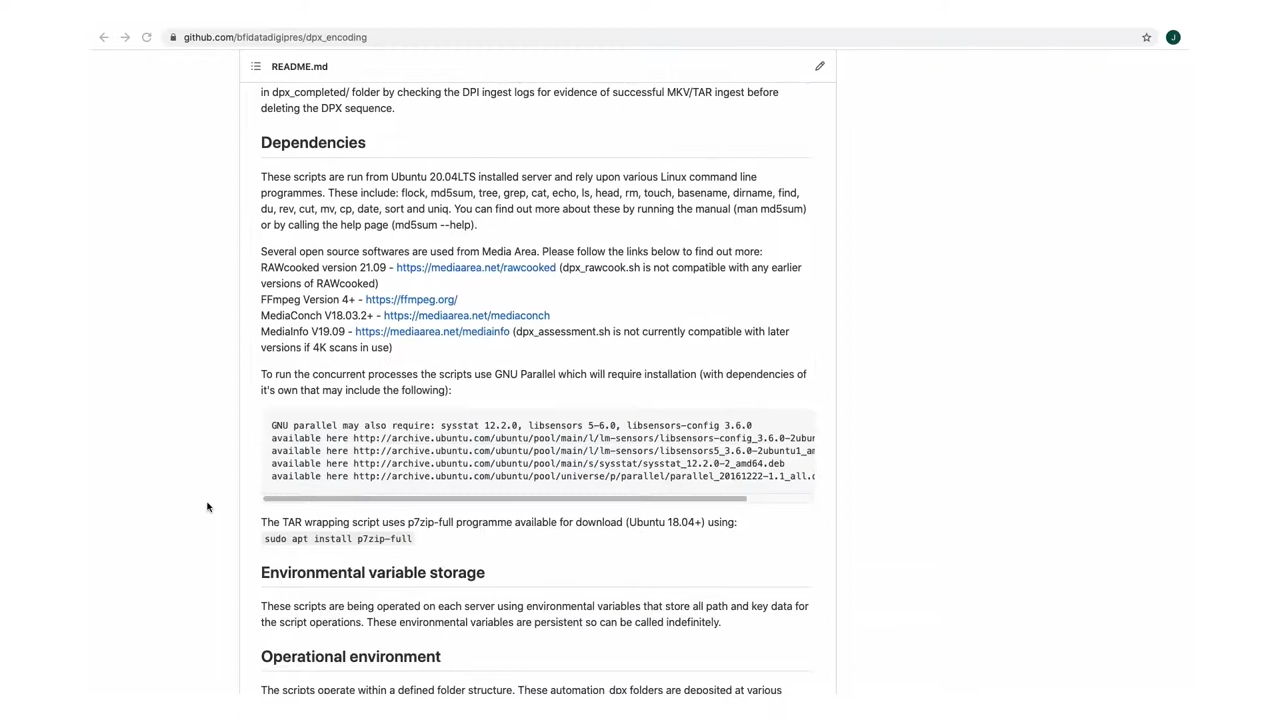 github.com/bfidatadigipres/dpx_encoding
J
README.md
in dpx_completed/ folder by checking the DPI ingest logs for evidence of successful MKV/TAR ingest before
deleting the DPX sequence.
Dependencies
These scripts are run from Ubuntu 20.04LTS installed server and rely upon various Linux command line
programmes. These include: flock, md5sum, tree, grep, cat, echo, ls, head, rm, touch, basename, dirname, find,
du, rev, cut, mv, cp, date, sort and uniq. You can find out more about these by running the manual (man md5sum)
or by calling the help page (md5sum --help).
Several open source softwares are used from Media Area. Please follow the links below to find out more:
RAWcooked version 21.09 - https://mediaarea.net/rawcooked (dpx_rawcook.sh is not compatible with any earlier
versions of RAWcooked)
FFmpeg Version 4+ - https://ffmpeg.org/
MediaConch V18.03.2+ - https://mediaarea.net/mediaconch
MediaInfo V19.09 - https://mediaarea.net/mediainfo (dpx_assessment.sh is not currently compatible with later
versions if 4K scans in use)
To run the concurrent processes the scripts use GNU Parallel which will require installation (with dependencies of
it's own that may include the following):
GNU parallel may also require: sysstat 12.2.0, libsensors 5-6.0, libsensors-config 3.6.0
available here http://archive.ubuntu.com/ubuntu/pool/main/l/lm-sensors/libsensors-config_3.6.0-2ubun
available here http://archive.ubuntu.com/ubuntu/pool/main/l/lm-sensors/libsensors5_3.6.0-2ubuntu1_am
available here http://archive.ubuntu.com/ubuntu/pool/main/s/sysstat/sysstat_12.2.0-2_amd64.deb
available here http://archive.ubuntu.com/ubuntu/pool/universe/p/parallel/parallel_20161222-1.1_all.d
The TAR wrapping script uses p7zip-full programme available for download (Ubuntu 18.04+) using:
sudo apt install p7zip-full
Environmental variable storage
These scripts are being operated on each server using environmental variables that store all path and key data for
the script operations. These environmental variables are persistent so can be called indefinitely.
Operational environment
The scripts operate within a defined folder structure. These automation_dpx folders are deposited at various